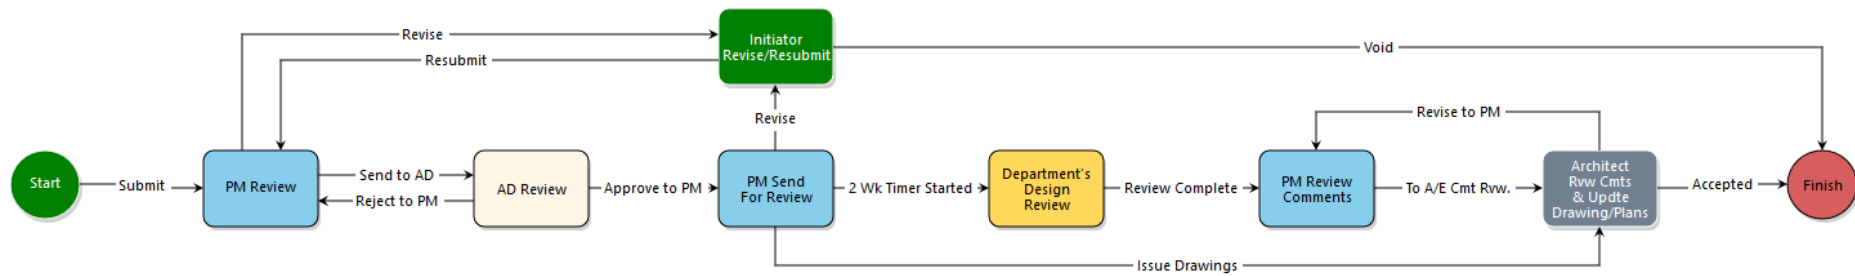 Initiator
Revise/Resubmit
Revise
Resubmit
Void
Revise
Revise to PM
Start
Submit
PM Review
Send to AD
Reject to PM
AD Review
Approve to PM
PM Send
For Review
2 Wk Timer Started
Department's
Design
Review
Review Complete
PM Review
Comments
To A/E Cmt Rvw.
Architect
Rvw Cmts
& Updte
Drawing/Plans
Accepted
Finish
Issue Drawings